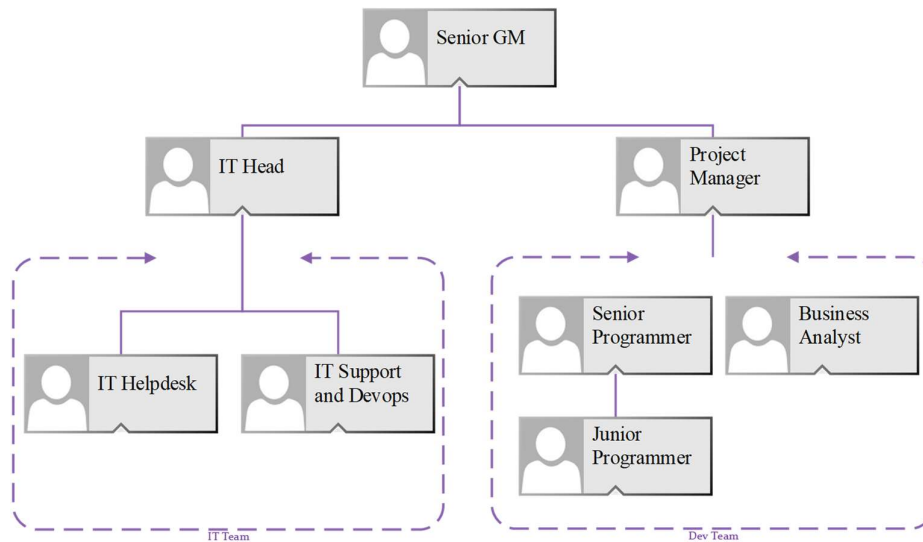 Senior GM
IT Head
Project
Manager
Senior
Programmer
Business
Analyst
IT Helpdesk
IT Support
and Devops
Junior
Programmer
IT Team
Dev Team